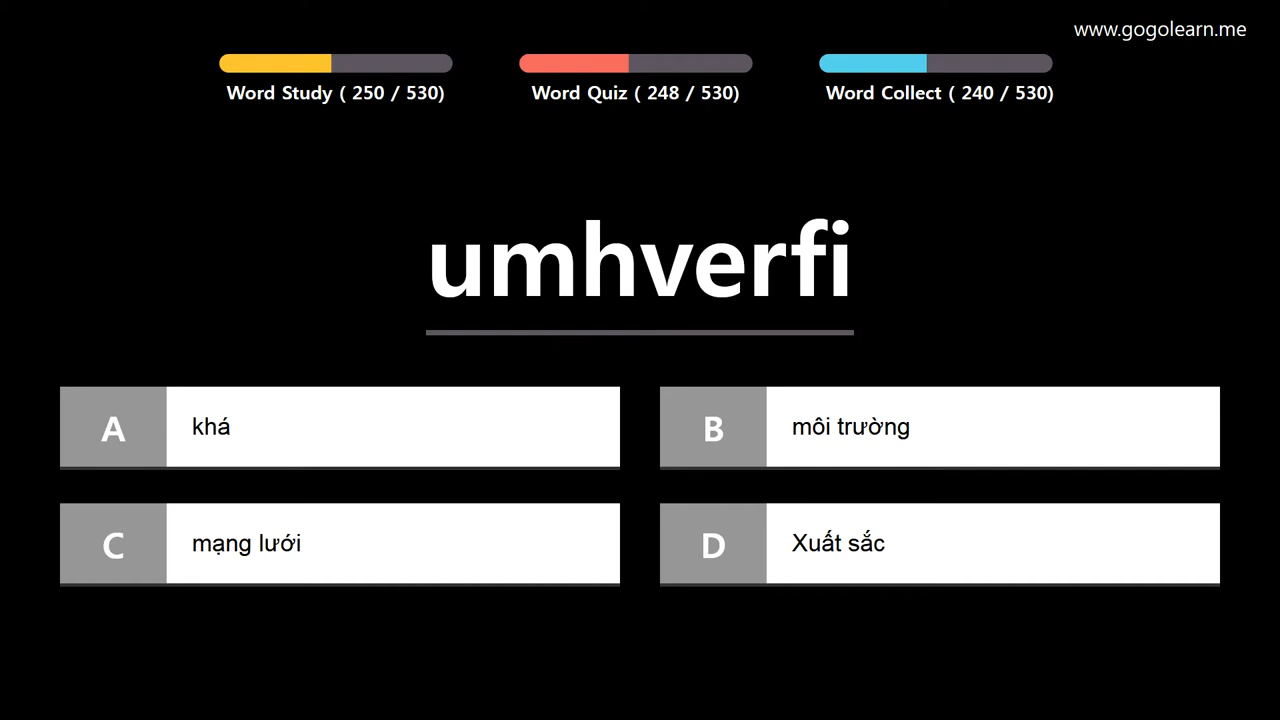 www.gogolearn.me
Word Study ( 250 / 530)
Word Quiz ( 248 / 530)
Word Collect ( 240 / 530)
umhverfi
A khá
B môi trường
C mạng lưới
D Xuất sắc